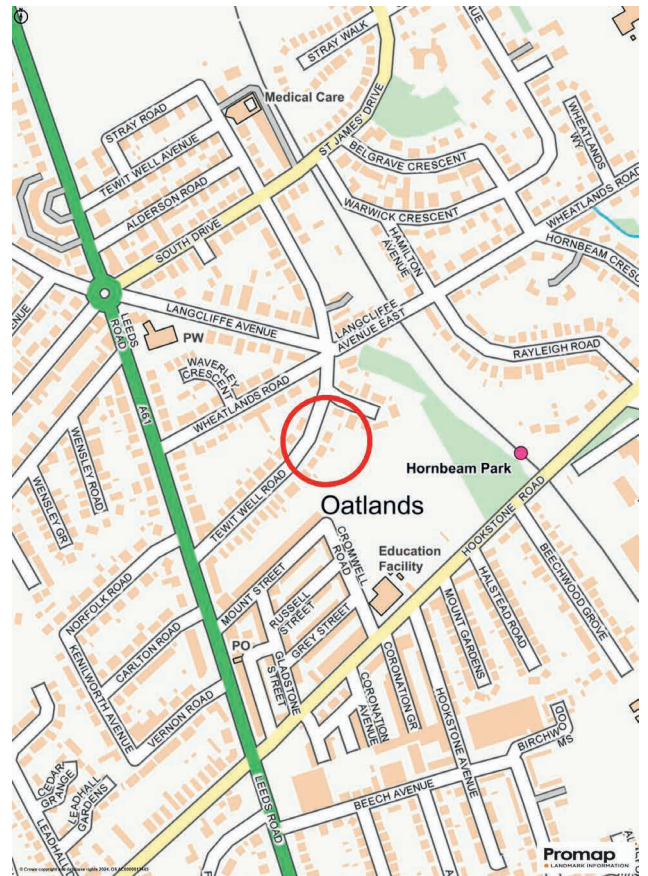 N
STRAY WALK
Medical Care
STRAY ROAD
ST JAMES' DRIVE
TEWIT WELL AVENUE
BELGRAVE CRESCENT
WHEATLANDS
WY
ALDERSON ROAD
WARWICK CRESCENT
WHEATLANDS ROAD
SOUTH DRIVE
HAMILTON
AVENUE
HORNBEAM CRESC
LANGCLIFFE AVENUE
LANGCLIFFE
AVENUE EAST
LEEDS
ROAD
NUE
PW
RAYLEIGH ROAD
WAVERLEY
CRESCENT
A61
WHEATLANDS ROAD
WENSLEY ROAD
WENSLEY GR
Hornbeam Park
Oatlands
TEWIT WELL ROAD
HOOKSTONE ROAD
CROMWELL
ROAD
Education
Facility
MOUNT STREET
RUSSELL
STREET
GREY STREET
BEECHWOOD GROVE
HALSTEAD ROAD
MOUNT GARDENS
NORFOLK ROAD
CARLTON ROAD
KENILWORTH AVENUE
PO
GLADSTONE
STREET
CORONATION GR
CORONATION
AVENUE
HOOKSTONE
AVENUE
VERNON ROAD
BIRCHWOOD
MS
CEDAR
GRANGE
LEADHALL
GARDENS
LEADHALL
LEEDS ROAD
BEECH AVENUE
Promap
LANDMARK INFORMATION